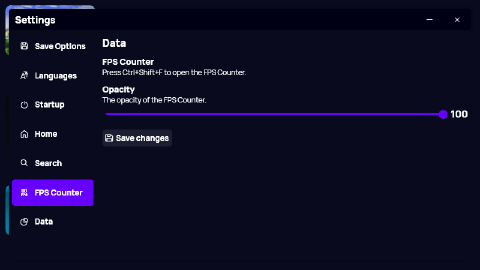 Settings
Save Options
Languages
Startup
Home
Search
FPS Counter
Data
Data
FPS Counter
Press Ctrl+Shift+F to open the FPS Counter.
Opacity
The opacity of the FPS Counter.
100
Save changes